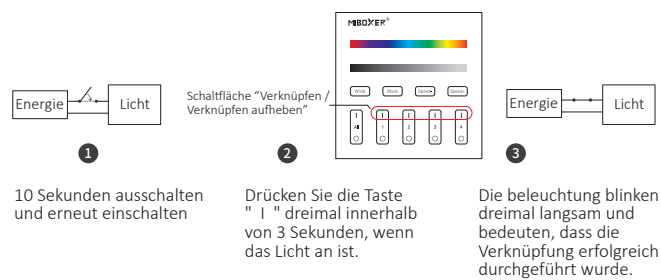 MIBOXER®
White
Mode
Speed-
Speed+
Schaltfläche “Verknüpfen /
Verknüpfen aufheben”
Energie
Licht
All
1
2
3
4
Energie
Licht
1
2
3
10 Sekunden ausschalten
und erneut einschalten
Drücken Sie die Taste
" I " dreimal innerhalb
von 3 Sekunden, wenn
das Licht an ist.
Die beleuchtung blinken
dreimal langsam und
bedeuten, dass die
Verknüpfung erfolgreich
durchgeführt wurde.